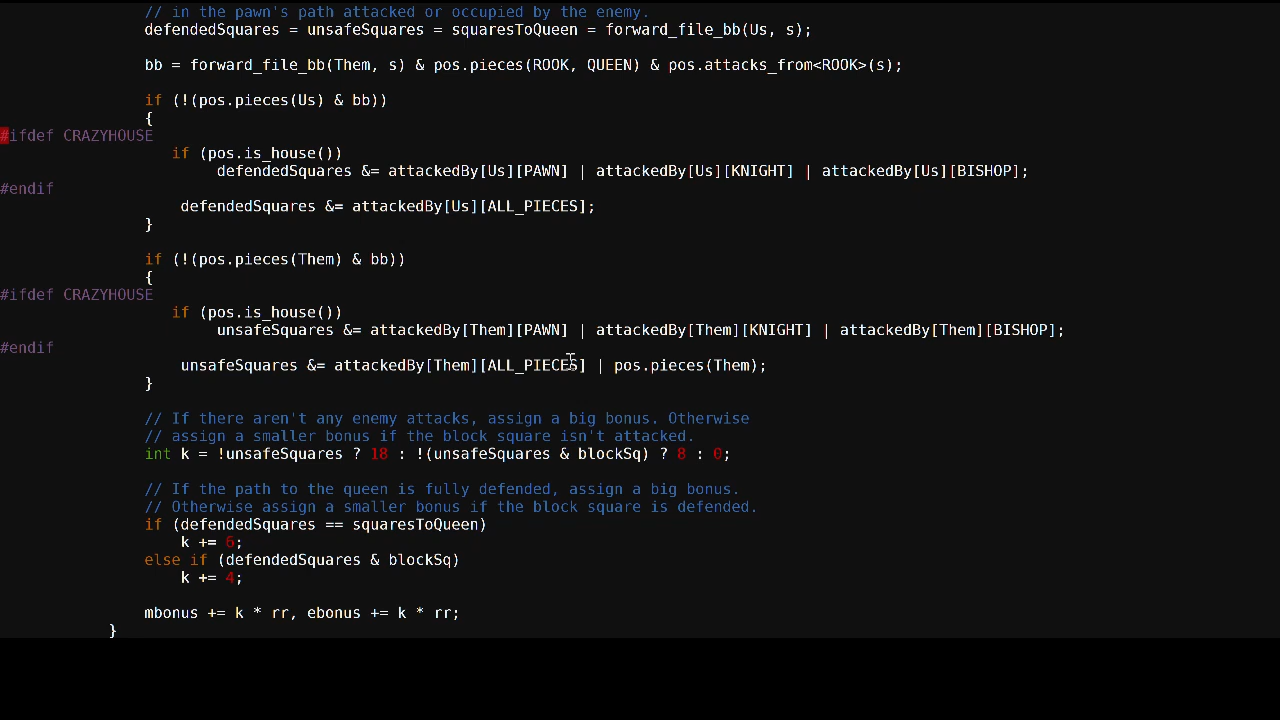 // in the pawn's path attacked or occupied by the enemy.
defendedSquares = unsafeSquares = squaresToQueen = forward_file_bb(Us, s);
bb = forward_file_bb(Them, s) & pos.pieces(ROOK, QUEEN) & pos.attacks_from<ROOK>(s);
if (!(pos.pieces(Us) & bb))
{
#ifdef CRAZYHOUSE
if (pos.is_house())
defendedSquares &= attackedBy[Us][PAWN] | attackedBy[Us][KNIGHT] | attackedBy[Us][BISHOP];
#endif
defendedSquares &= attackedBy[Us][ALL_PIECES];
}
if (!(pos.pieces(Them) & bb))
{
#ifdef CRAZYHOUSE
if (pos.is_house())
unsafeSquares &= attackedBy[Them][PAWN] | attackedBy[Them][KNIGHT] | attackedBy[Them][BISHOP];
#endif
unsafeSquares &= attackedBy[Them][ALL_PIECES] | pos.pieces(Them);
}
// If there aren't any enemy attacks, assign a big bonus. Otherwise
// assign a smaller bonus if the block square isn't attacked.
int k = !unsafeSquares ? 18 : !(unsafeSquares & blockSq) ? 8 : 0;
// If the path to the queen is fully defended, assign a big bonus.
// Otherwise assign a smaller bonus if the block square is defended.
if (defendedSquares == squaresToQueen)
k += 6;
else if (defendedSquares & blockSq)
k += 4;
mbonus += k * rr, ebonus += k * rr;
}